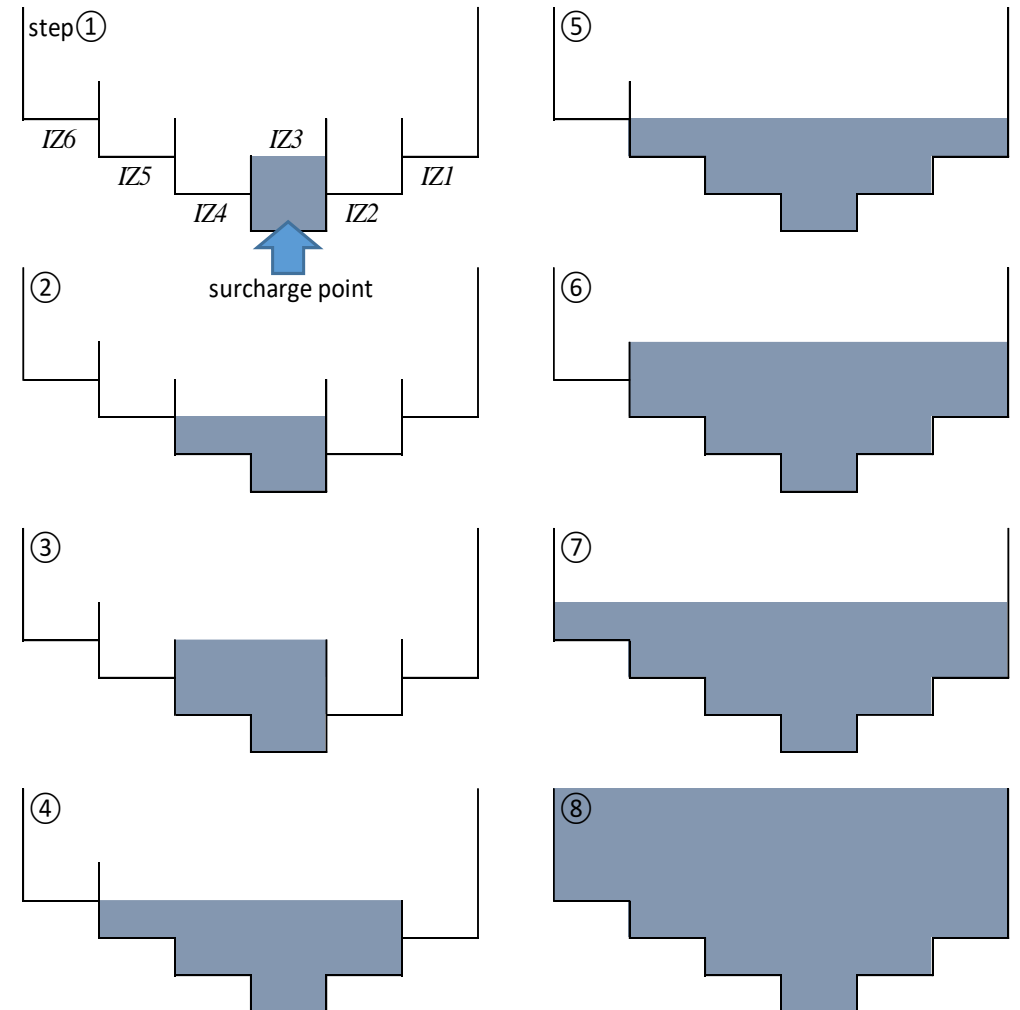 step①
⑤
IZ6
IZ3
IZ5
IZ1
IZ4
IZ2
②
surcharge point
⑥
③
⑦
④
⑧